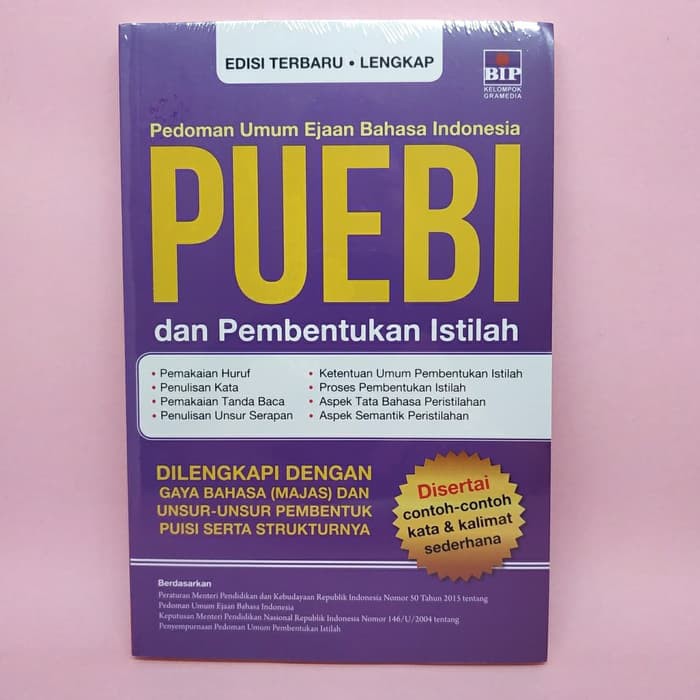 EDISI TERBARU • LENGKAP
BIP
KELOMPOK
GRAMEDIA
Pedoman Umum Ejaan Bahasa Indonesia
PUEBI
dan Pembentukan Istilah
• Pemakaian Huruf
• Penulisan Kata
• Pemakaian Tanda Baca
• Penulisan Unsur Serapan
• Ketentuan Umum Pembentukan Istilah
• Proses Pembentukan Istilah
• Aspek Tata Bahasa Peristilahan
• Aspek Semantik Peristilahan
DILENGKAPI DENGAN
GAYA BAHASA (MAJAS) DAN
UNSUR-UNSUR PEMBENTUK
PUISI SERTA STRUKTURNYA
Disertai
contoh-contoh
kata & kalimat
sederhana
Berdasarkan
Peraturan Menteri Pendidikan dan Kebudayaan Republik Indonesia Nomor 50 Tahun 2015 tentang
Pedoman Umum Ejaan Bahasa Indonesia
Keputusan Menteri Pendidikan Nasional Republik Indonesia Nomor 146/U/2004 tentang
Penyempurnaan Pedoman Umum Pembentukan Istilah